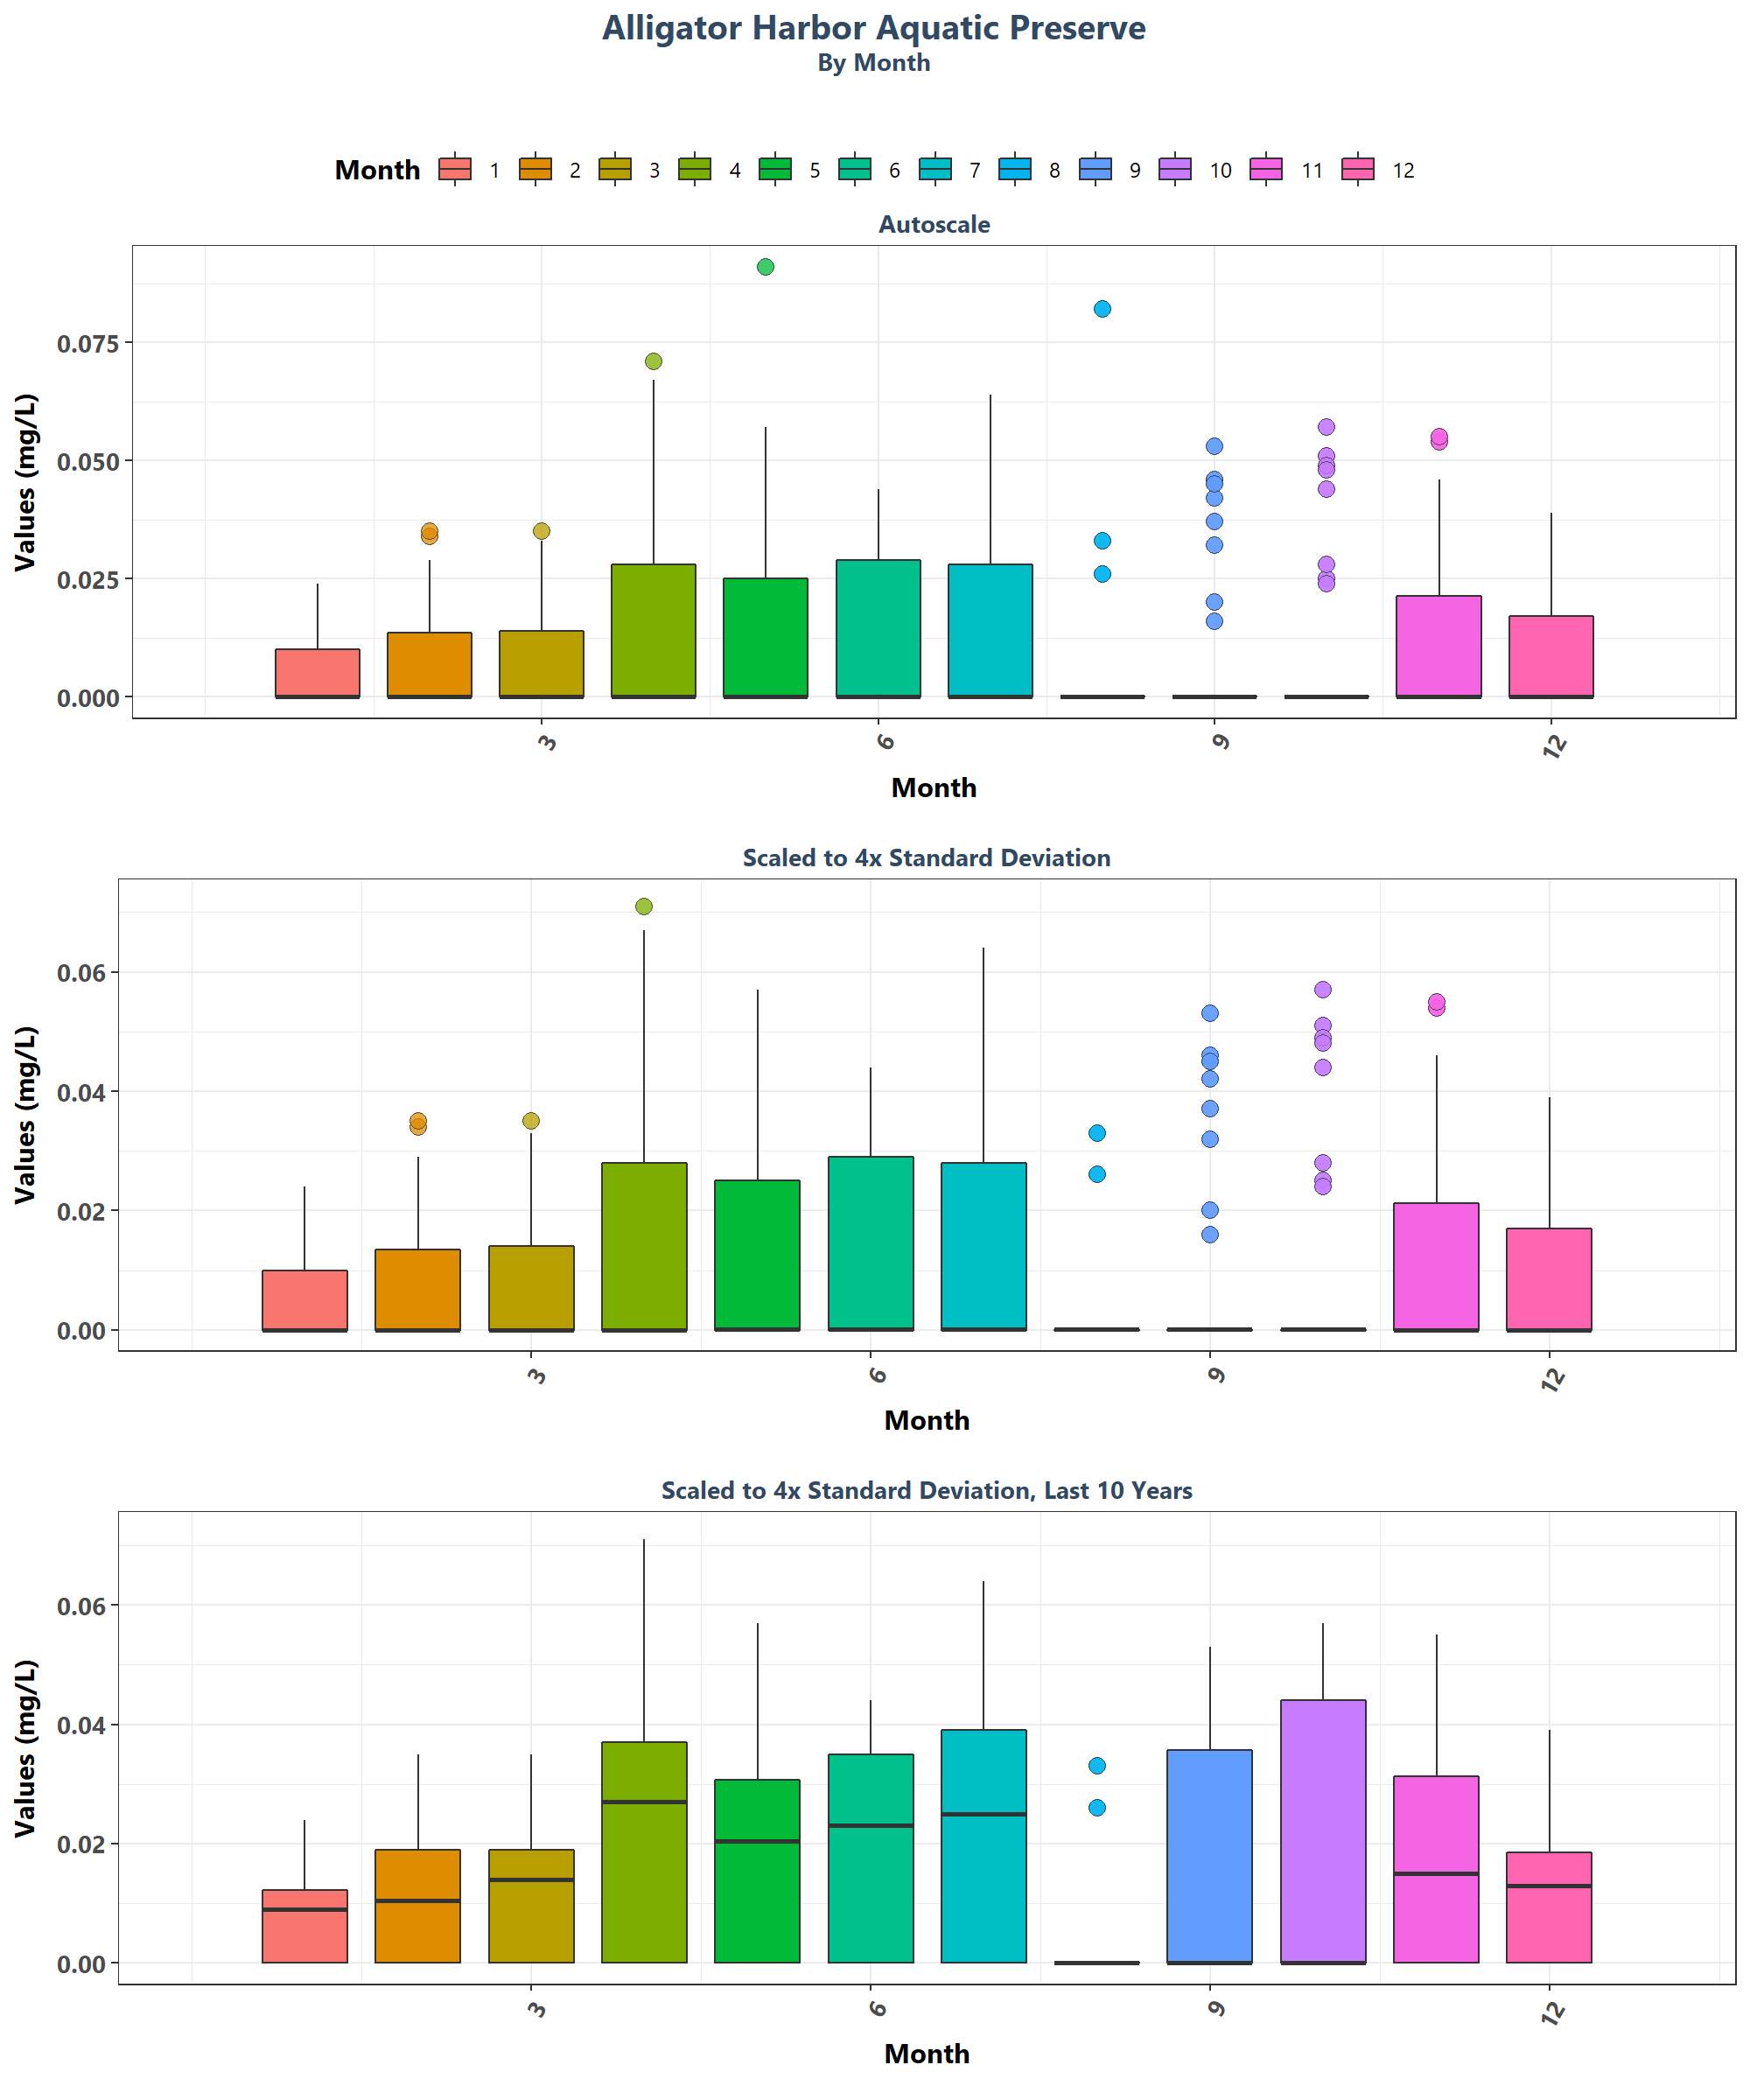 Alligator Harbor Aquatic Preserve
By Month
Month 1 2 3 4 5 6 7 8 9 10 11 12
Autoscale
Values (mg/L)
0.075
0.050
0.025
0.000
3 6 9 12
Month
Scaled to 4x Standard Deviation
Values (mg/L)
0.06
0.04
0.02
0.00
3 6 9 12
Month
Scaled to 4x Standard Deviation, Last 10 Years
Values (mg/L)
0.06
0.04
0.02
0.00
3 6 9 12
Month